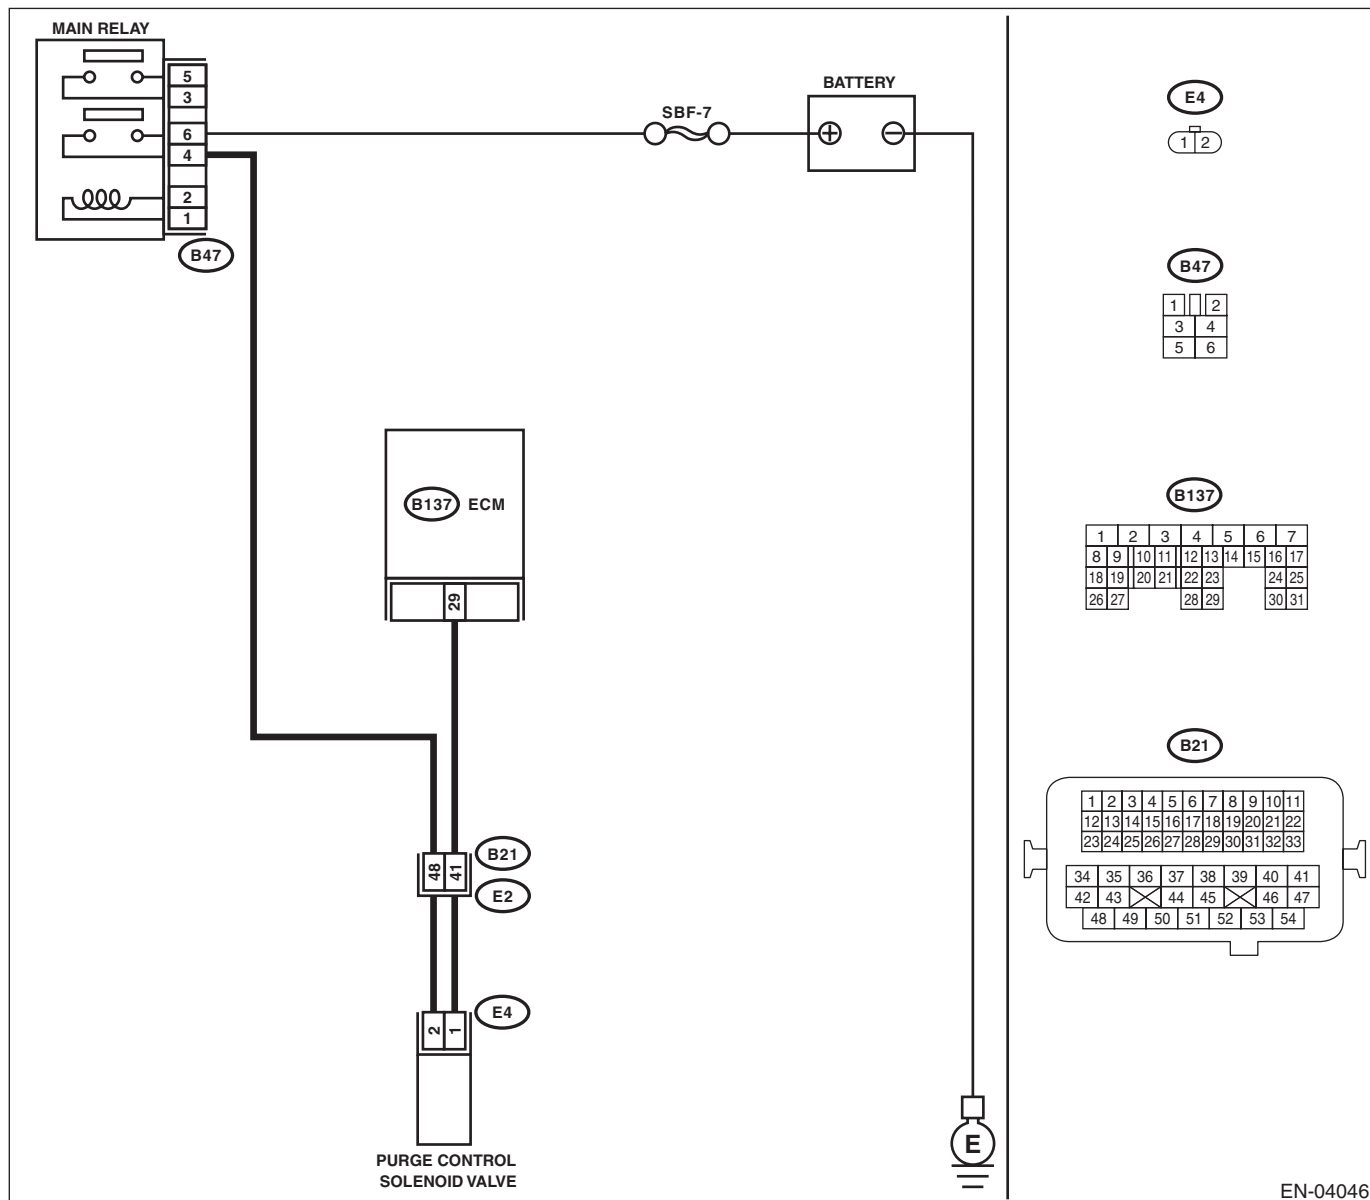 MAIN RELAY
5
3
6
4
2
1
B47
SBF-7
BATTERY
+ −
B137 ECM
29
48 41
B21
E2
2 1
E4
PURGE CONTROL
SOLENOID VALVE
E
E4
1 2
B47
1 2
3 4
5 6
B137
1 2 3 4 5 6 7
8 9 10 11 12 13 14 15 16 17
18 19 20 21 22 23 24 25
26 27 28 29 30 31
B21
1 2 3 4 5 6 7 8 9 10 11
12 13 14 15 16 17 18 19 20 21 22
23 24 25 26 27 28 29 30 31 32 33
34 35 36 37 38 39 40 41
42 43 44 45 46 47
48 49 50 51 52 53 54
EN-04046